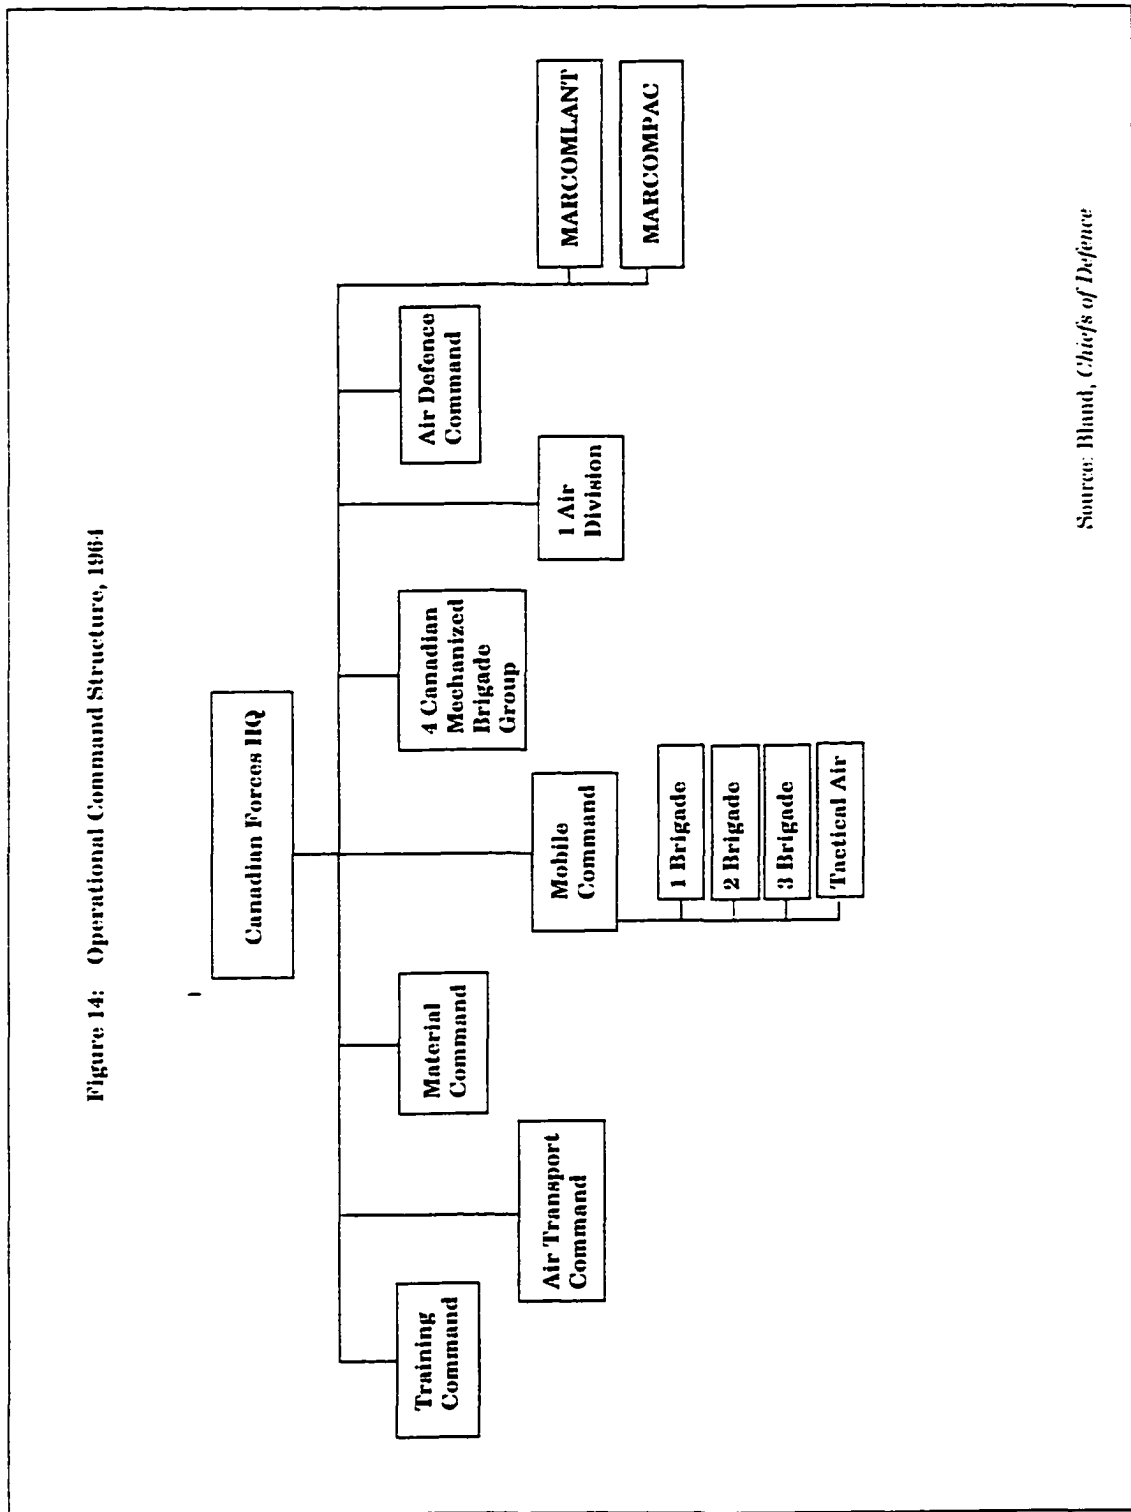 Figure 14: Operational Command Structure, 1964
Canadian Forces HQ
Training
Command
Air Transport
Command
Material
Command
Mobile
Command
1 Brigade
2 Brigade
3 Brigade
Tactical Air
4 Canadian
Mechanized
Brigade
Group
1 Air
Division
Air Defence
Command
MARCOMLANT
MARCOMPAC
Source: Bland, Chiefs of Defence